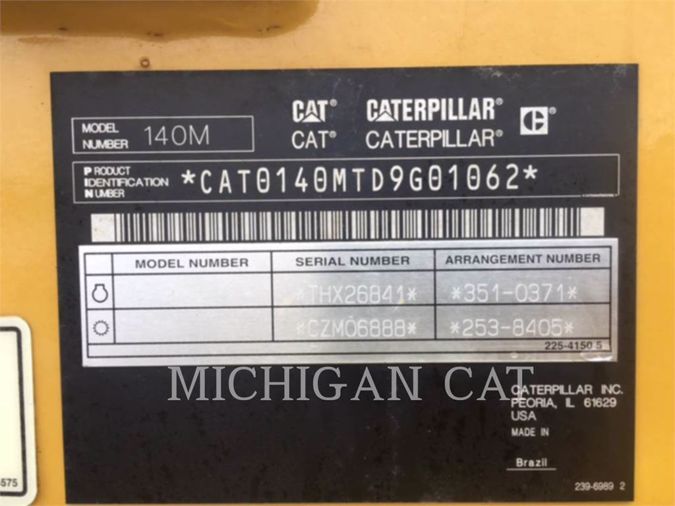 CAT® CATERPILLAR®
CAT® CATERPILLAR®
MODEL NUMBER 140M
PRODUCT IDENTIFICATION NUMBER *CAT0140MTD9G01062*
MODEL NUMBER SERIAL NUMBER ARRANGEMENT NUMBER
*THX26841* *351-0371*
*CZM06888* *253-8405*
225-4150 5
MICHIGAN CAT
CATERPILLAR INC.
PEORIA, IL 61629
USA
MADE IN
Brazil
239-6989 2